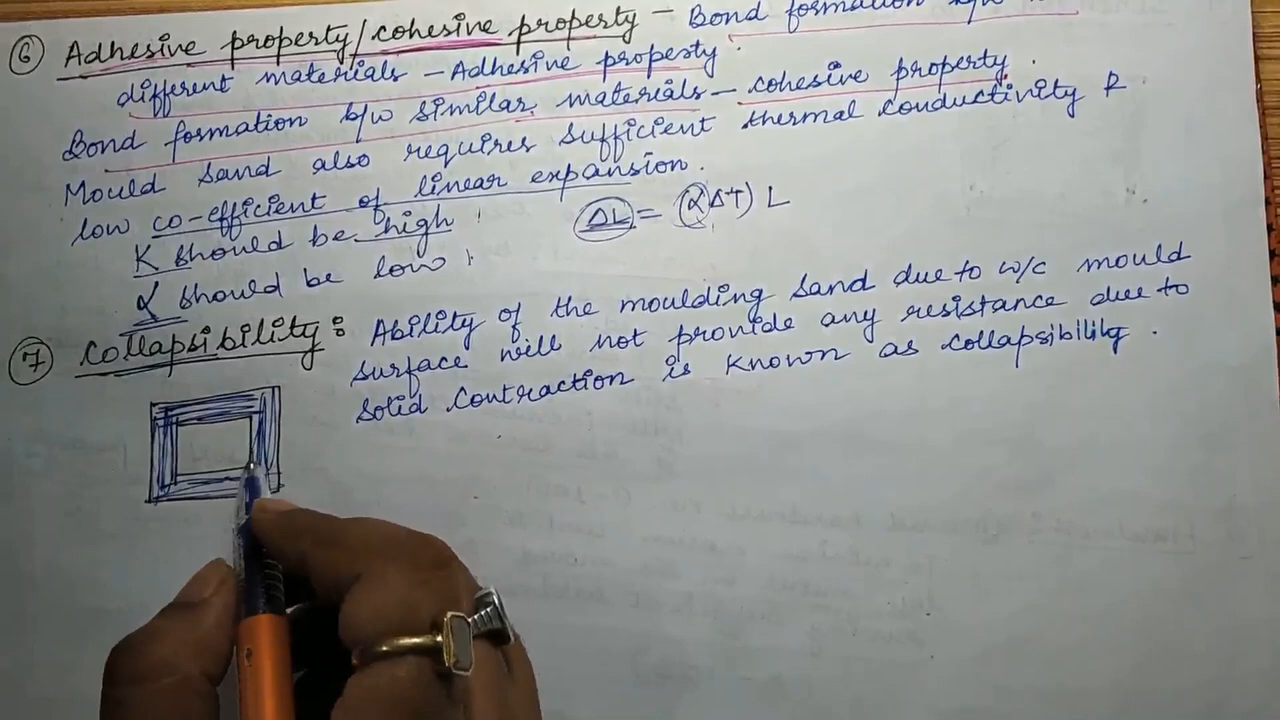 ⑥ Adhesive property/cohesive property - Bond formation b/w
different materials - Adhesive property.
Bond formation b/w similar materials - cohesive property.
Mould sand also requires sufficient thermal conductivity &
low co-efficient of linear expansion.
K should be high
ΔL = (αΔT) L
α should be low
⑦ Collapsibility: Ability of the moulding sand due to w/c mould
surface will not provide any resistance due to
solid contraction is known as collapsibility.